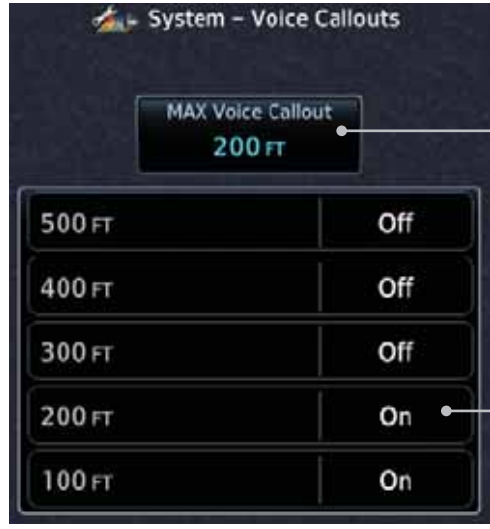 System – Voice Callouts
MAX Voice Callout
200 FT
500 FT Off
400 FT Off
300 FT Off
200 FT On
100 FT On